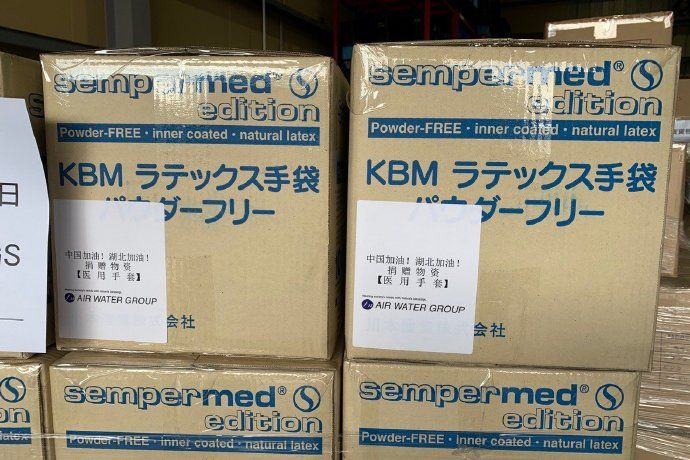 sempermed®
edition
Powder-FREE · inner coated · natural latex
KBM ラテックス手袋
パウダーフリー
中国加油！湖北加油！
捐赠物资
【医用手套】
AIR WATER GROUP
会社
sempermed®
edition
Powder-FREE · inner coated · natural latex
KBM ラテックス手袋
パウダーフリー
中国加油！湖北加油！
捐赠物资
【医用手套】
AIR WATER GROUP
日
GS
sempermed®
edition
Powder-FREE · inner coated · natural latex
sempermed®
edition
Powder-FREE · inner coated · natural latex